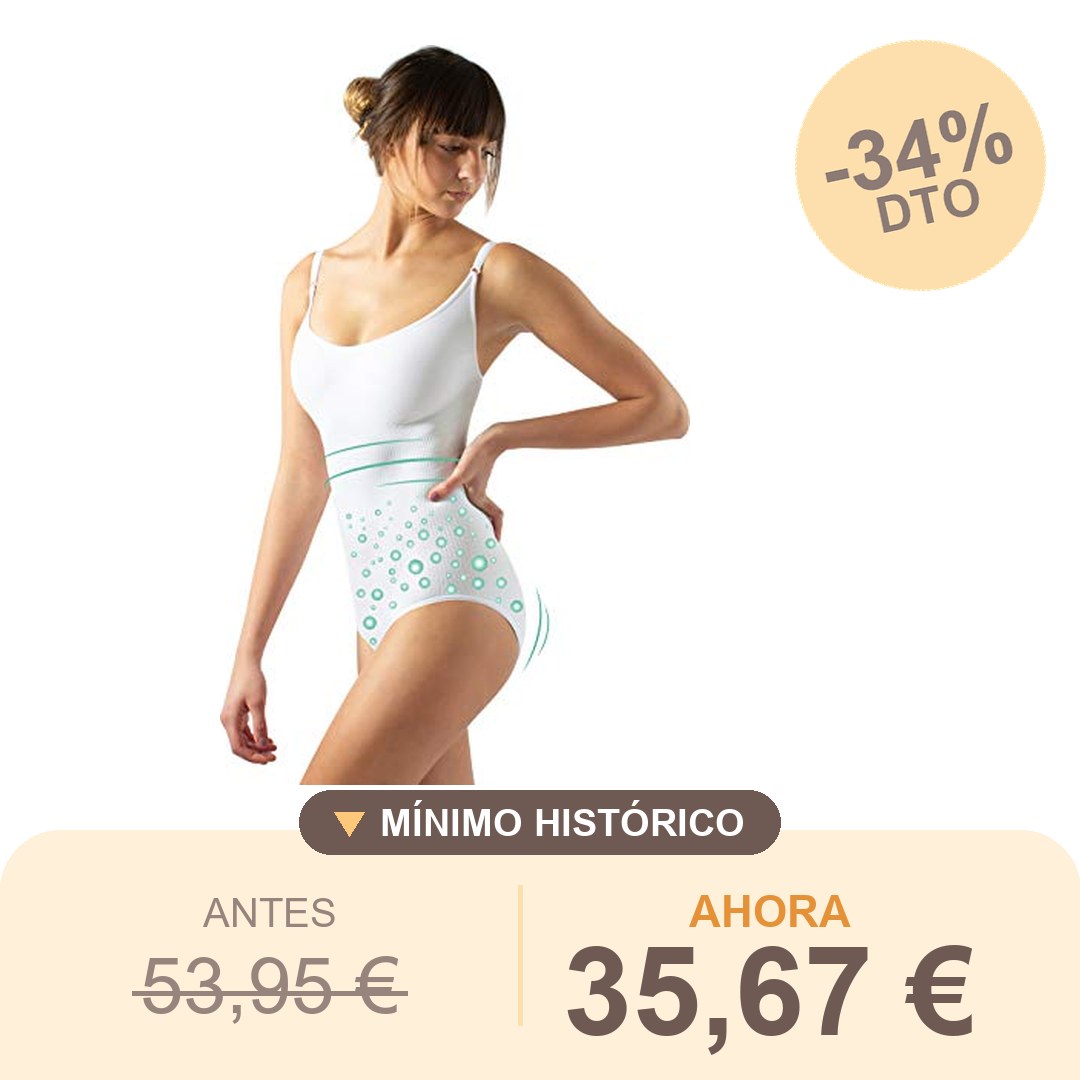 -34%
DTO
MÍNIMO HISTÓRICO
ANTES
53,95 €
AHORA
35,67 €